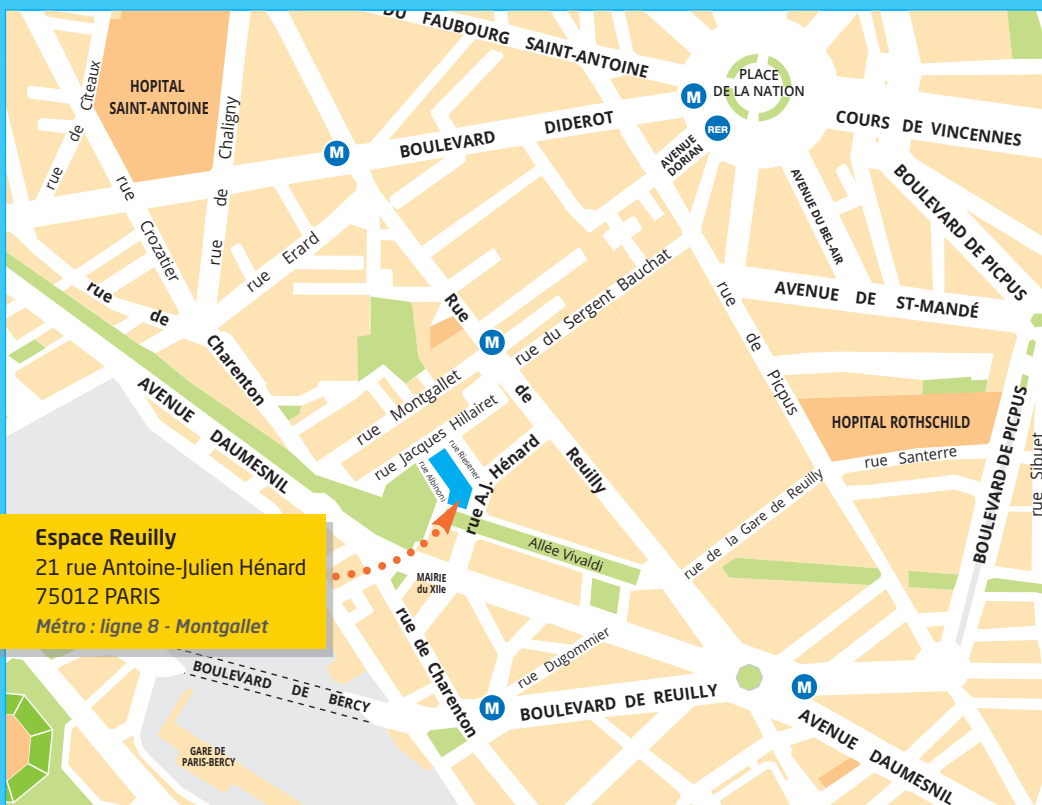 DU FAUBOURG SAINT-ANTOINE
PLACE
DE LA NATION
HOPITAL
SAINT-ANTOINE
rue de Cîteaux
rue de Chaligny
M
BOULEVARD DIDEROT
M
RER
AVENUE
DORIAN
COURS DE VINCENNES
BOULEVARD DE PICPUS
AVENUE DU BEL-AIR
rue Crozatier
rue Erard
rue de Charenton
Rue de Reuilly
M
rue du Sergent Bauchat
rue de Picpus
AVENUE DE ST-MANDÉ
AVENUE DAUMESNIL
rue Montgallet
rue Jacques Hillairet
rue Riesener
rue Albinoni
rue A.J. Hénard
HOPITAL ROTHSCHILD
rue Santerre
BOULEVARD DE PICPUS
rue Sibuet
rue de la Gare de Reuilly
Allée Vivaldi
Espace Reuilly
21 rue Antoine-Julien Hénard
75012 PARIS
Métro : ligne 8 - Montgallet
MAIRIE
du XIIe
rue de Charenton
rue Dugommier
BOULEVARD DE BERCY
M
BOULEVARD DE REUILLY
M
AVENUE DAUMESNIL
GARE DE
PARIS-BERCY